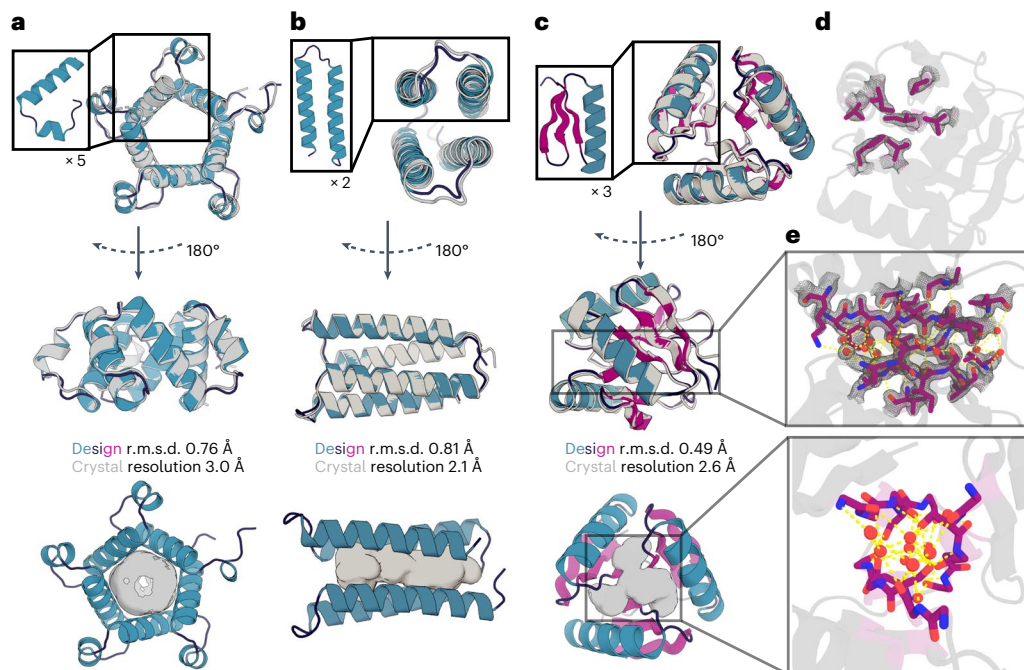 a
b
c
d
× 5
× 2
× 3
180°
180°
180°
e
Design r.m.s.d. 0.76 Å
Crystal resolution 3.0 Å
Design r.m.s.d. 0.81 Å
Crystal resolution 2.1 Å
Design r.m.s.d. 0.49 Å
Crystal resolution 2.6 Å